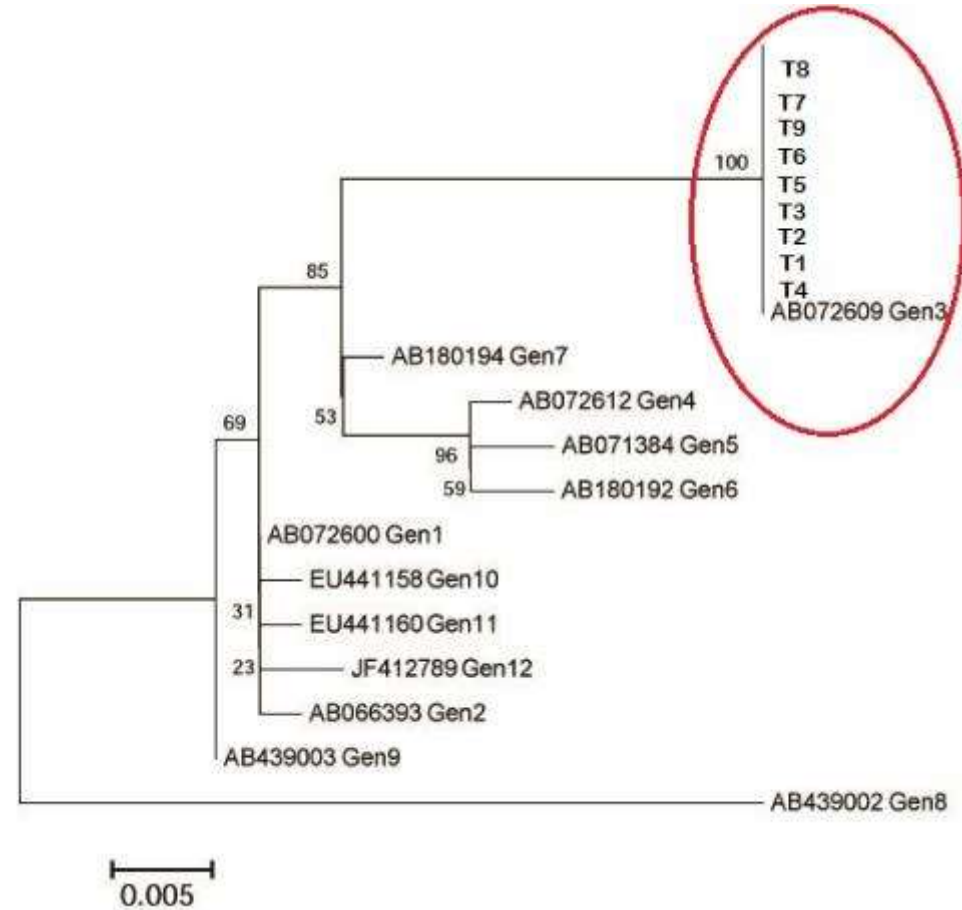 T8
T7
T9
100
T6
T5
T3
T2
T1
85
T4
AB072609 Gen3
AB180194 Gen7
AB072612 Gen4
53
69
AB071384 Gen5
96
59
AB180192 Gen6
AB072600 Gen1
EU441158 Gen10
31
EU441160 Gen11
23
JF412789 Gen12
AB066393 Gen2
AB439003 Gen9
AB439002 Gen8
0.005